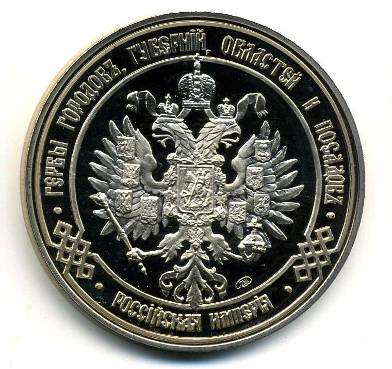 ГЕРБЫ ГОРОДОВЪ, ГУБЕРНІЙ, ОБЛАСТЕЙ И ПОСАДОВЪ
РОССІЙСКАЯ ИМПЕРІЯ